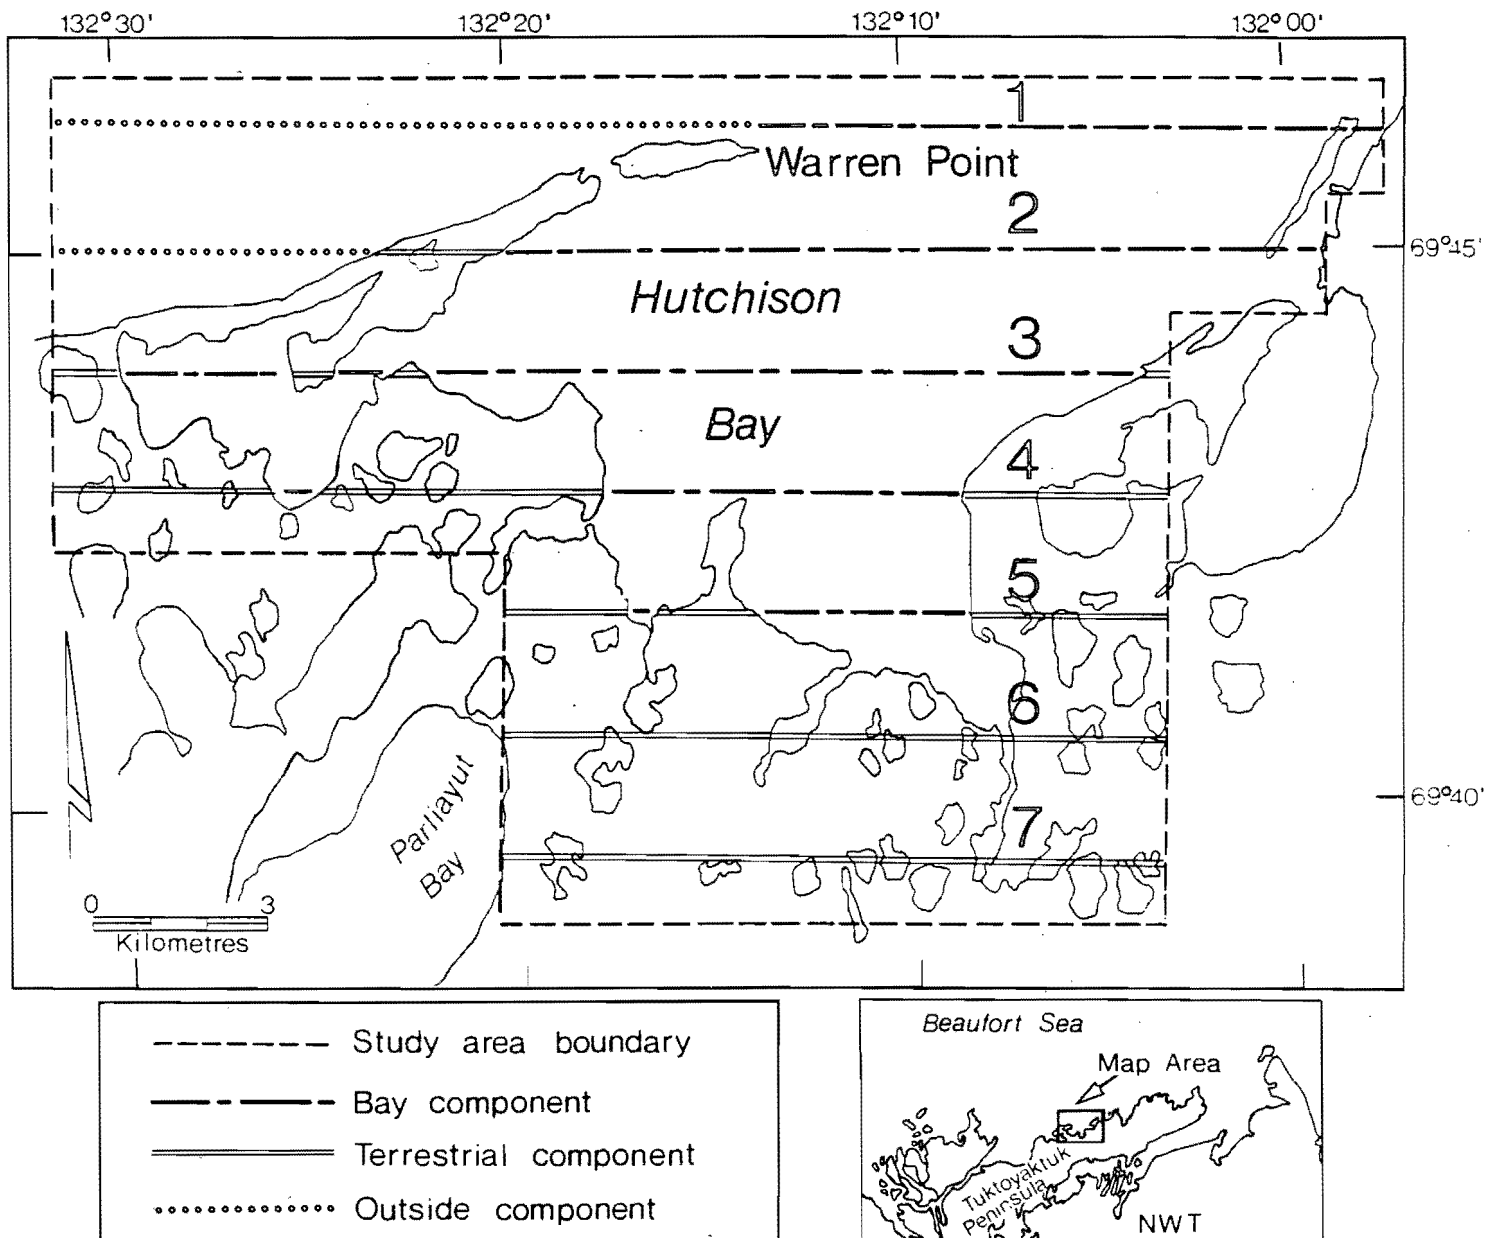 132°30'
132°20'
132°10'
132°00'
1
Warren Point
2
69°45'
Hutchison
3
Bay
4
5
6
69°40'
7
Parliayut
Bay
0 3
Kilometres
Study area boundary
Bay component
Terrestrial component
Outside component
Beaufort Sea
Map Area
Tuktoyaktuk
Peninsula
NWT